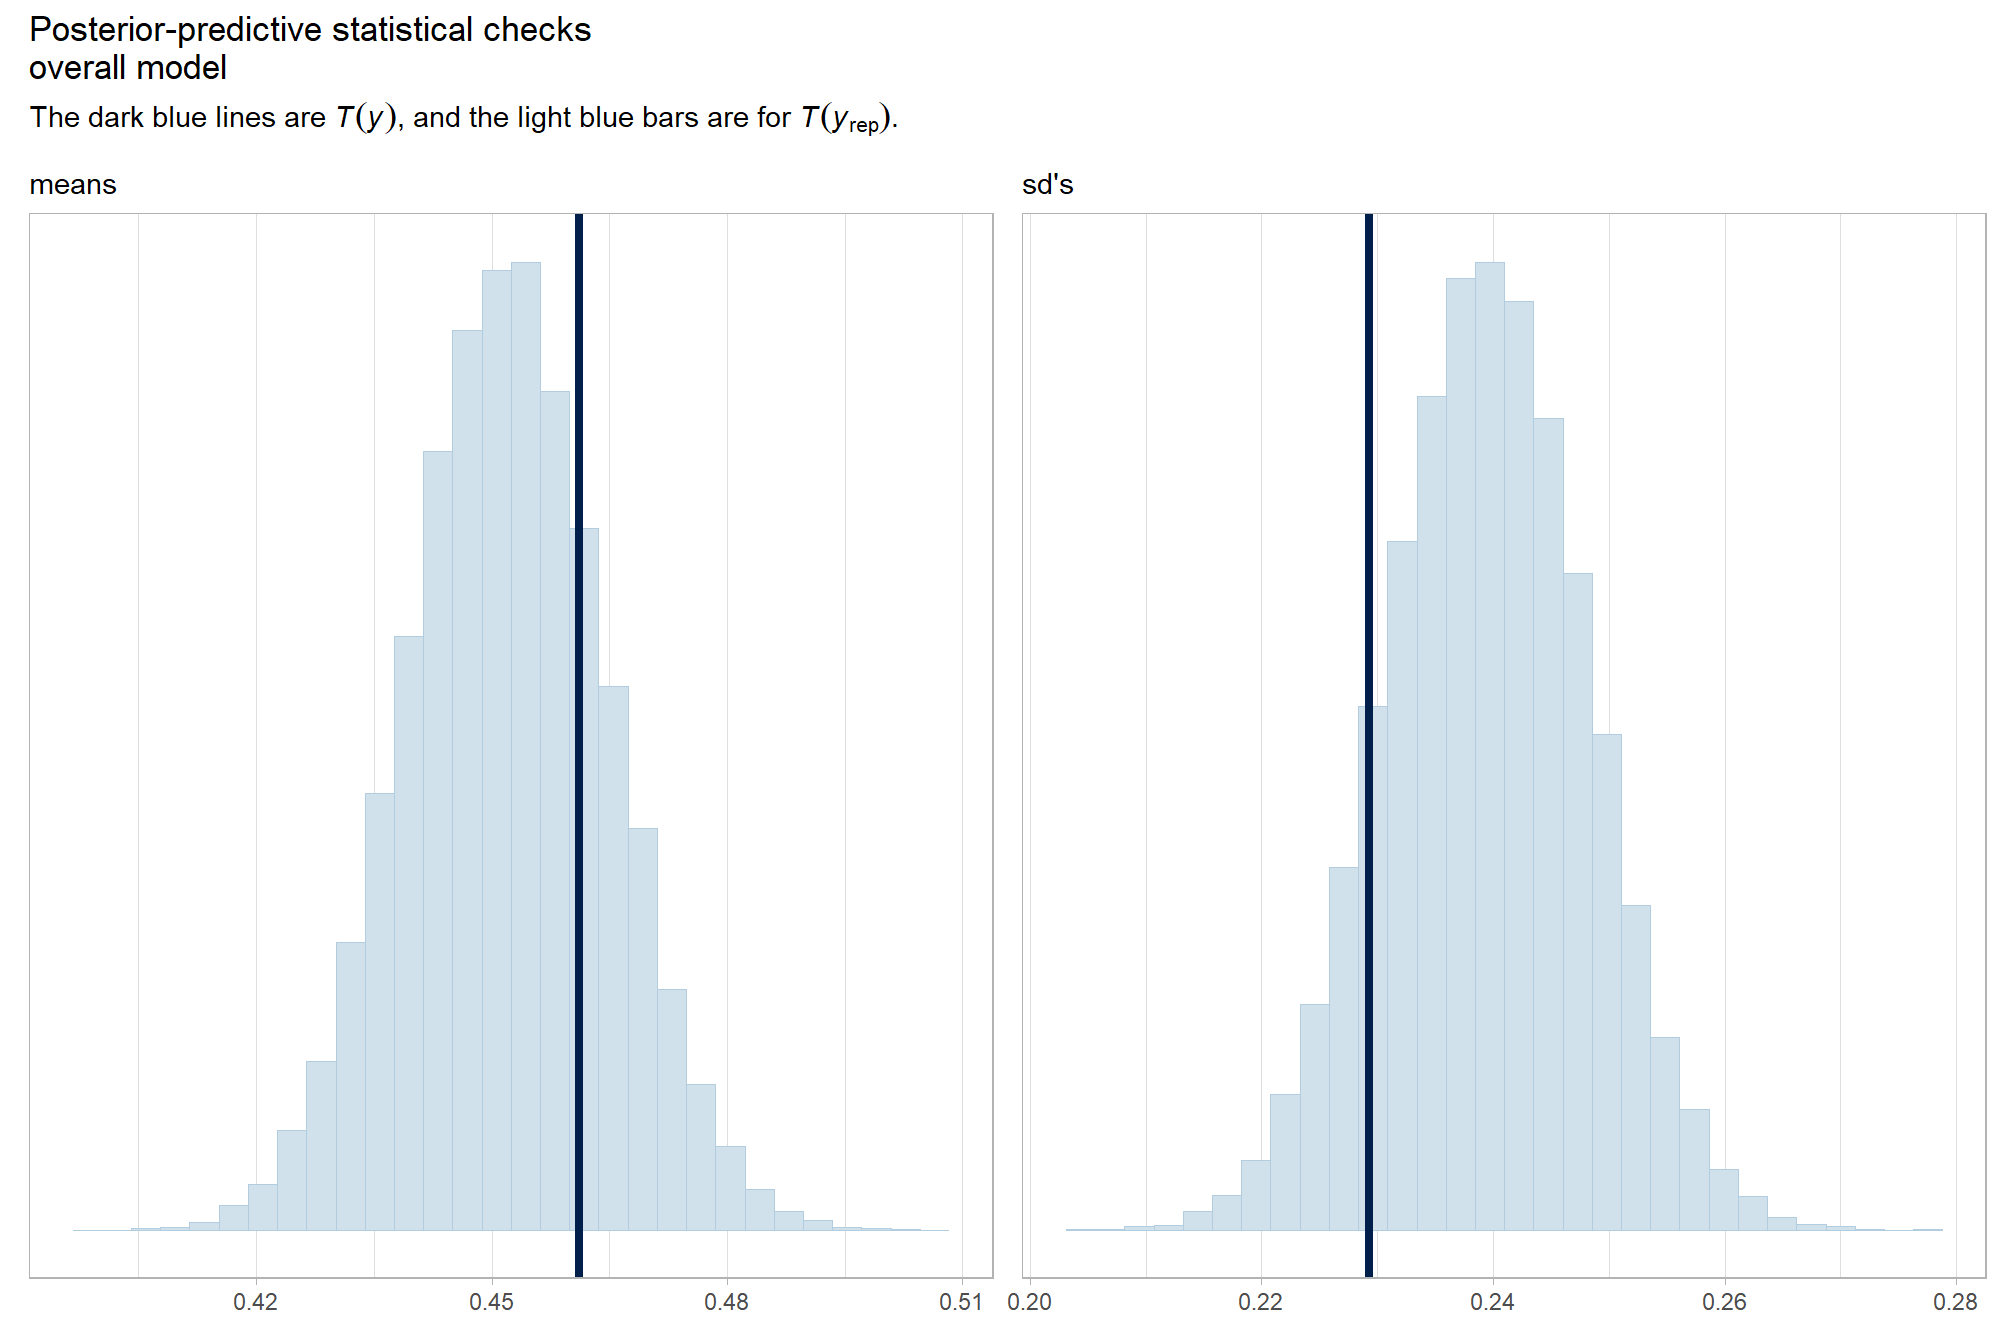 Posterior-predictive statistical checks
overall model
The dark blue lines are T(y), and the light blue bars are for T(yrep).
means
sd's
0.42 0.45 0.48 0.51
0.20 0.22 0.24 0.26 0.28